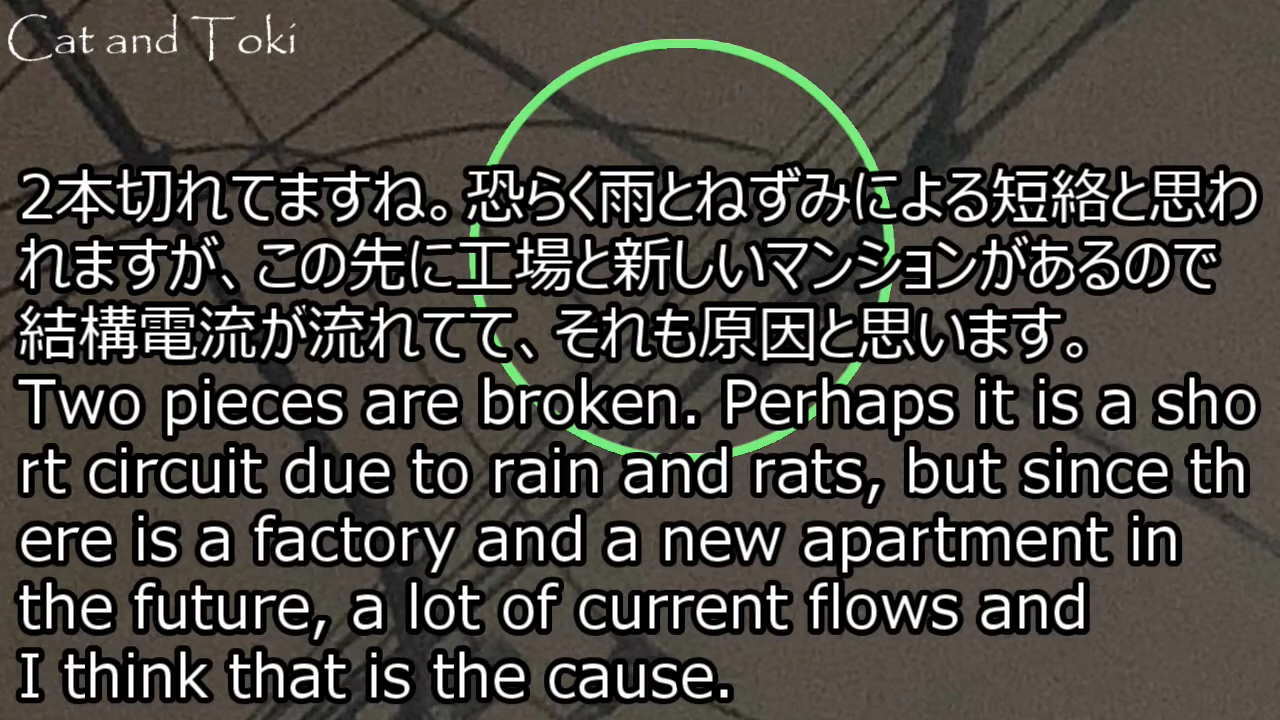 Cat and Toki
2本切れてますね。恐らく雨とねずみによる短絡と思わ
れますが、この先に工場と新しいマンションがあるので
結構電流が流れてて、それも原因と思います。
Two pieces are broken. Perhaps it is a sho
rt circuit due to rain and rats, but since th
ere is a factory and a new apartment in
the future, a lot of current flows and
I think that is the cause.